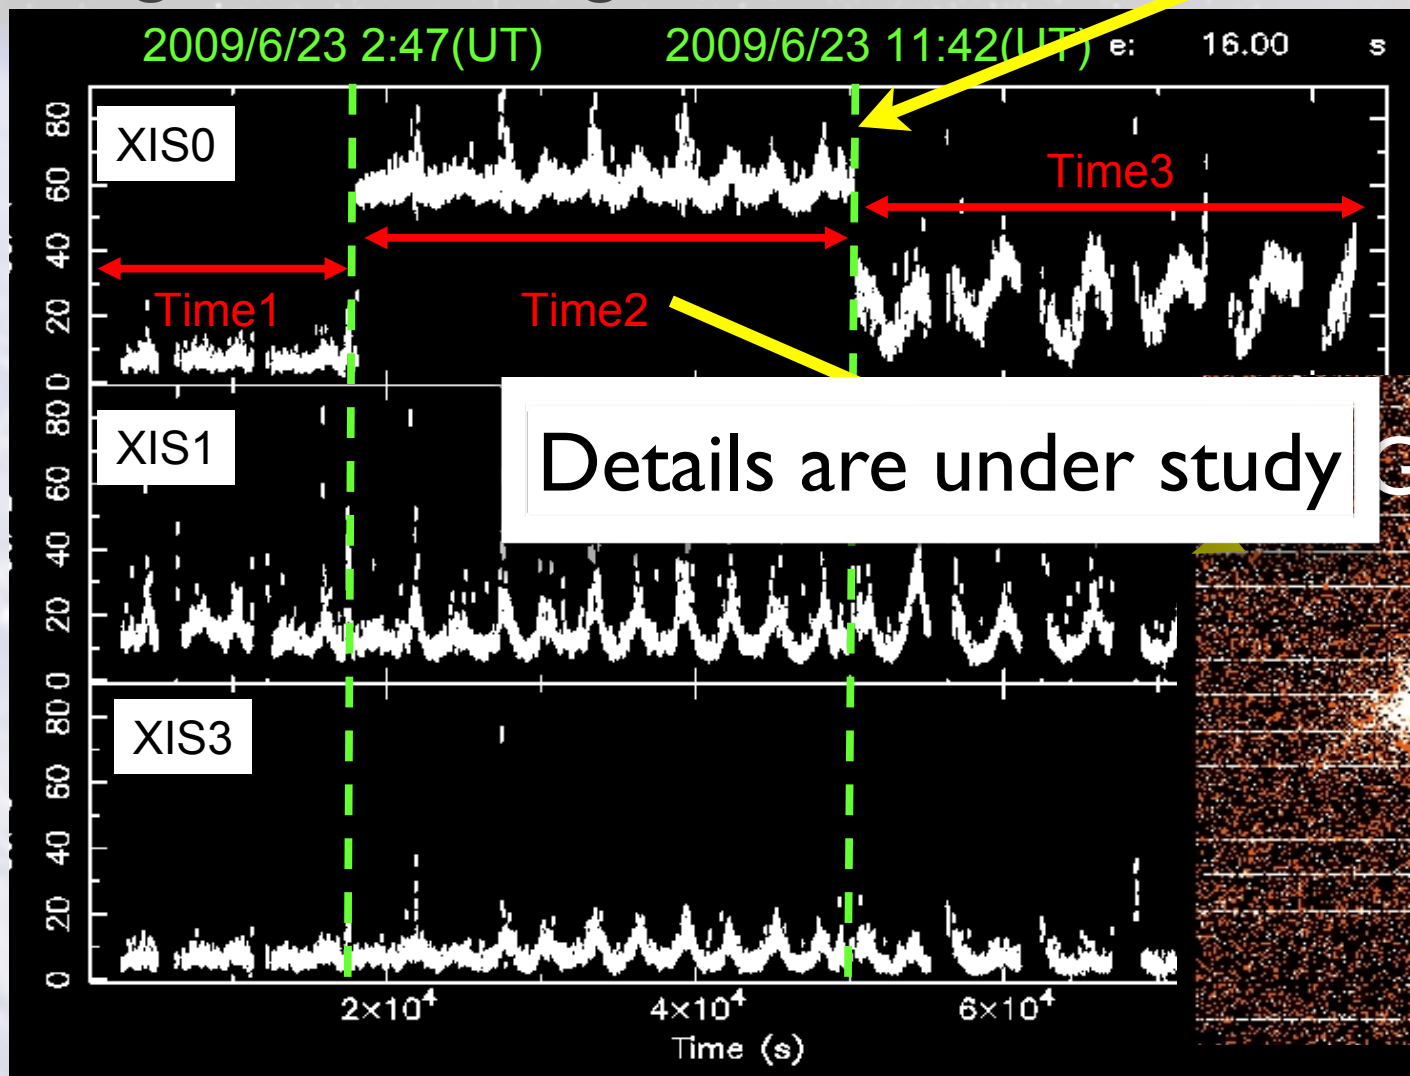 2009/6/23 2:47(UT) 2009/6/23 11:42(UT) e: 16.00 s
XIS0
80
60
40
20
0
Time1
Time2
Time3
XIS1
80
60
40
20
0
Details are under study
XIS3
80
60
40
20
0
2×10⁴ 4×10⁴ 6×10⁴
Time (s)